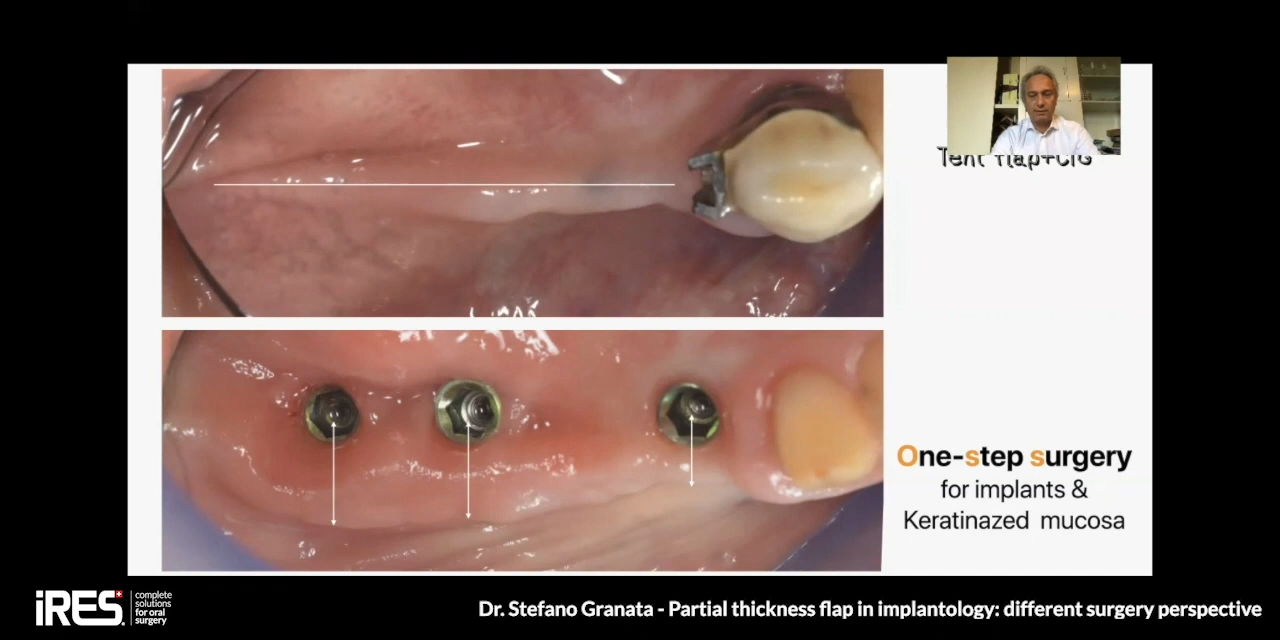 One-step surgery
for implants &
Keratinazed mucosa
iRES
complete
solutions
for oral
surgery
Dr. Stefano Granata - Partial thickness flap in implantology: different surgery perspective